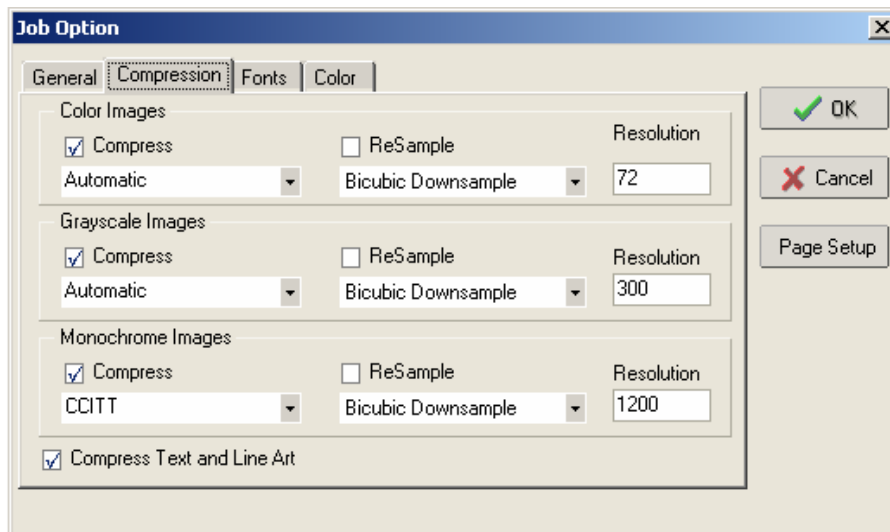 Job Option
General Compression Fonts Color
Color Images
Compress ReSample Resolution
Automatic Bicubic Downsample 72
Grayscale Images
Compress ReSample Resolution
Automatic Bicubic Downsample 300
Monochrome Images
Compress ReSample Resolution
CCITT Bicubic Downsample 1200
Compress Text and Line Art
OK
Cancel
Page Setup